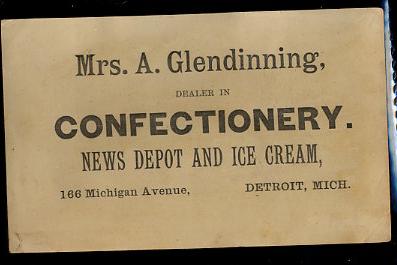 Mrs. A. Glendinning,
DEALER IN
CONFECTIONERY.
NEWS DEPOT AND ICE CREAM,
166 Michigan Avenue, DETROIT, MICH.